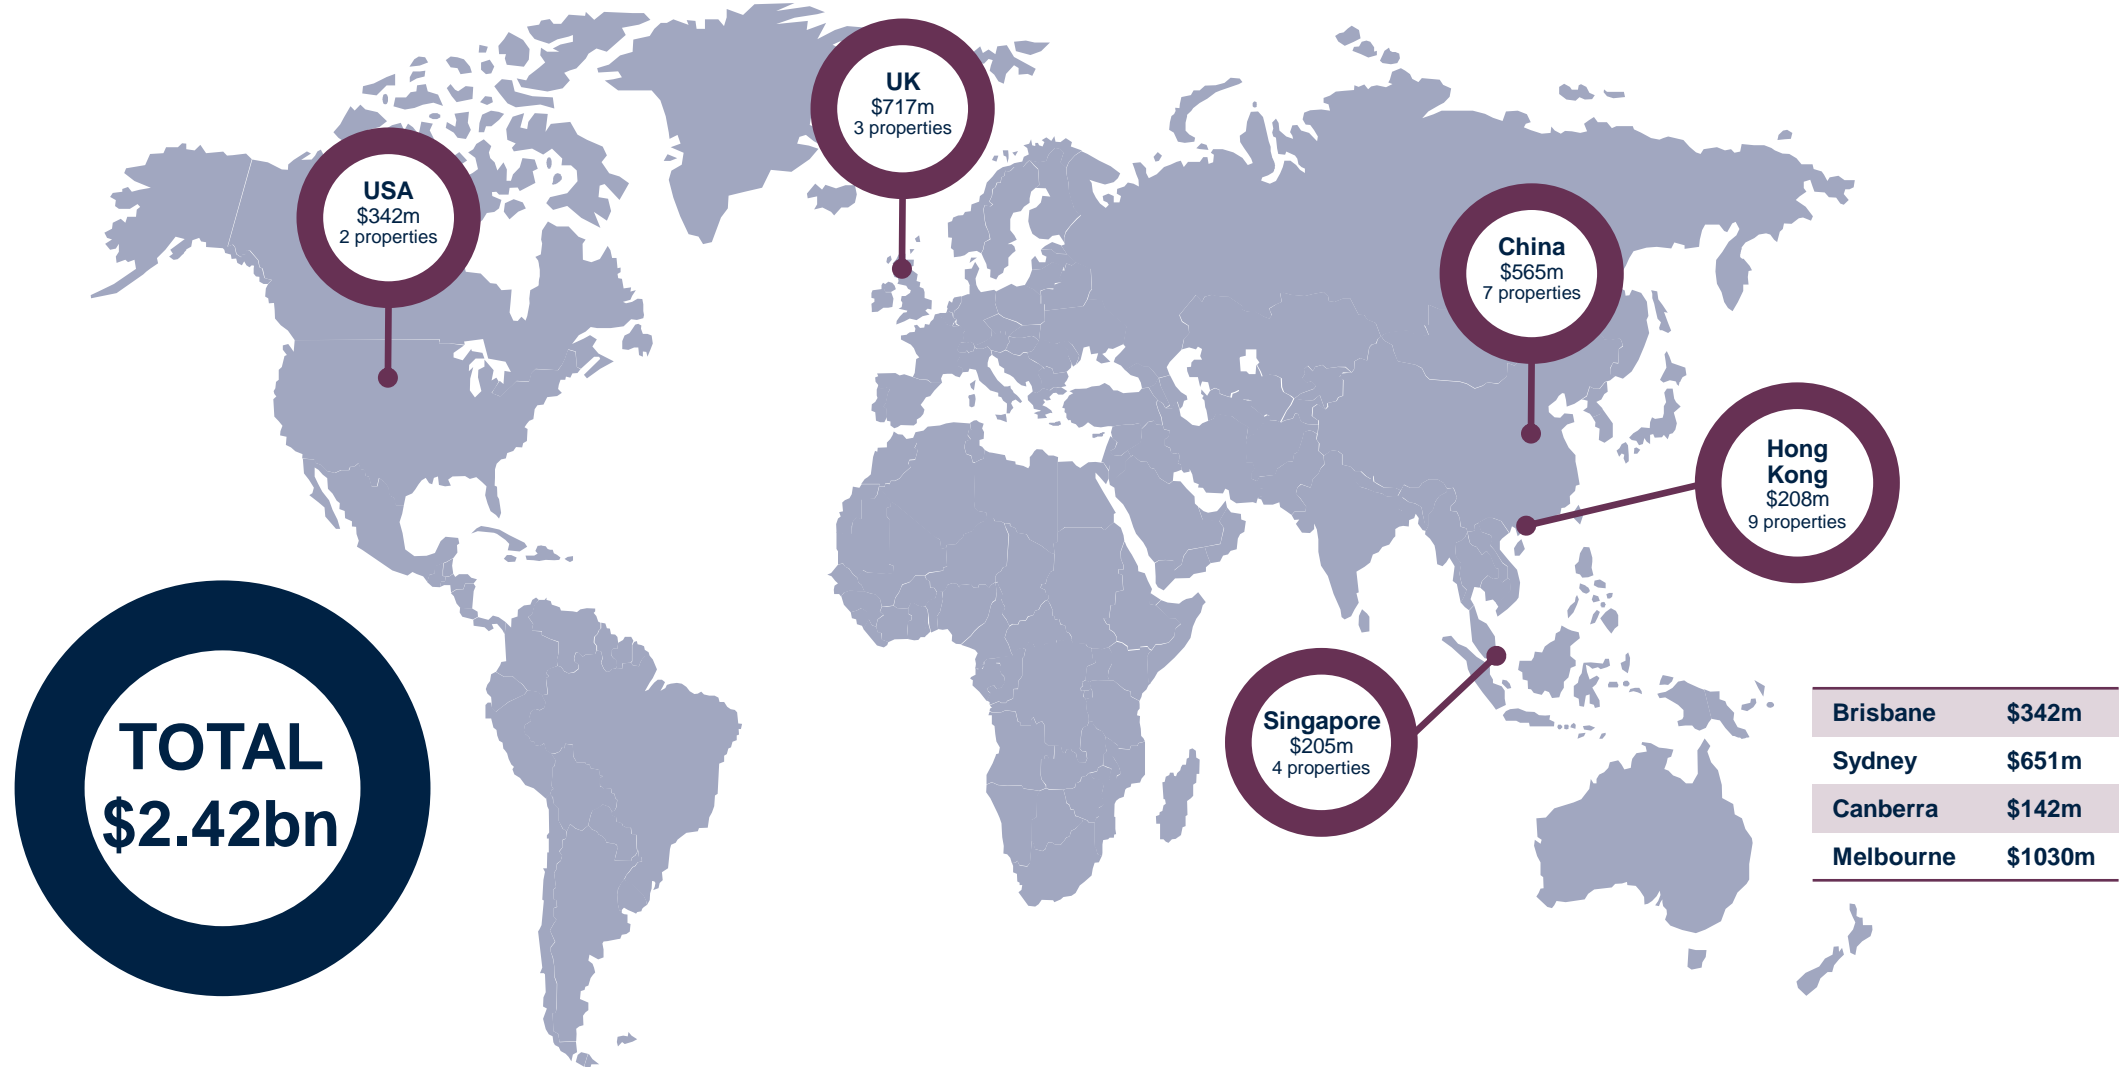 UK
$717m
3 properties
USA
$342m
2 properties
China
$565m
7 properties
Hong
Kong
$208m
9 properties
Singapore
$205m
4 properties
TOTAL
$2.42bn
Brisbane $342m
Sydney $651m
Canberra $142m
Melbourne $1030m